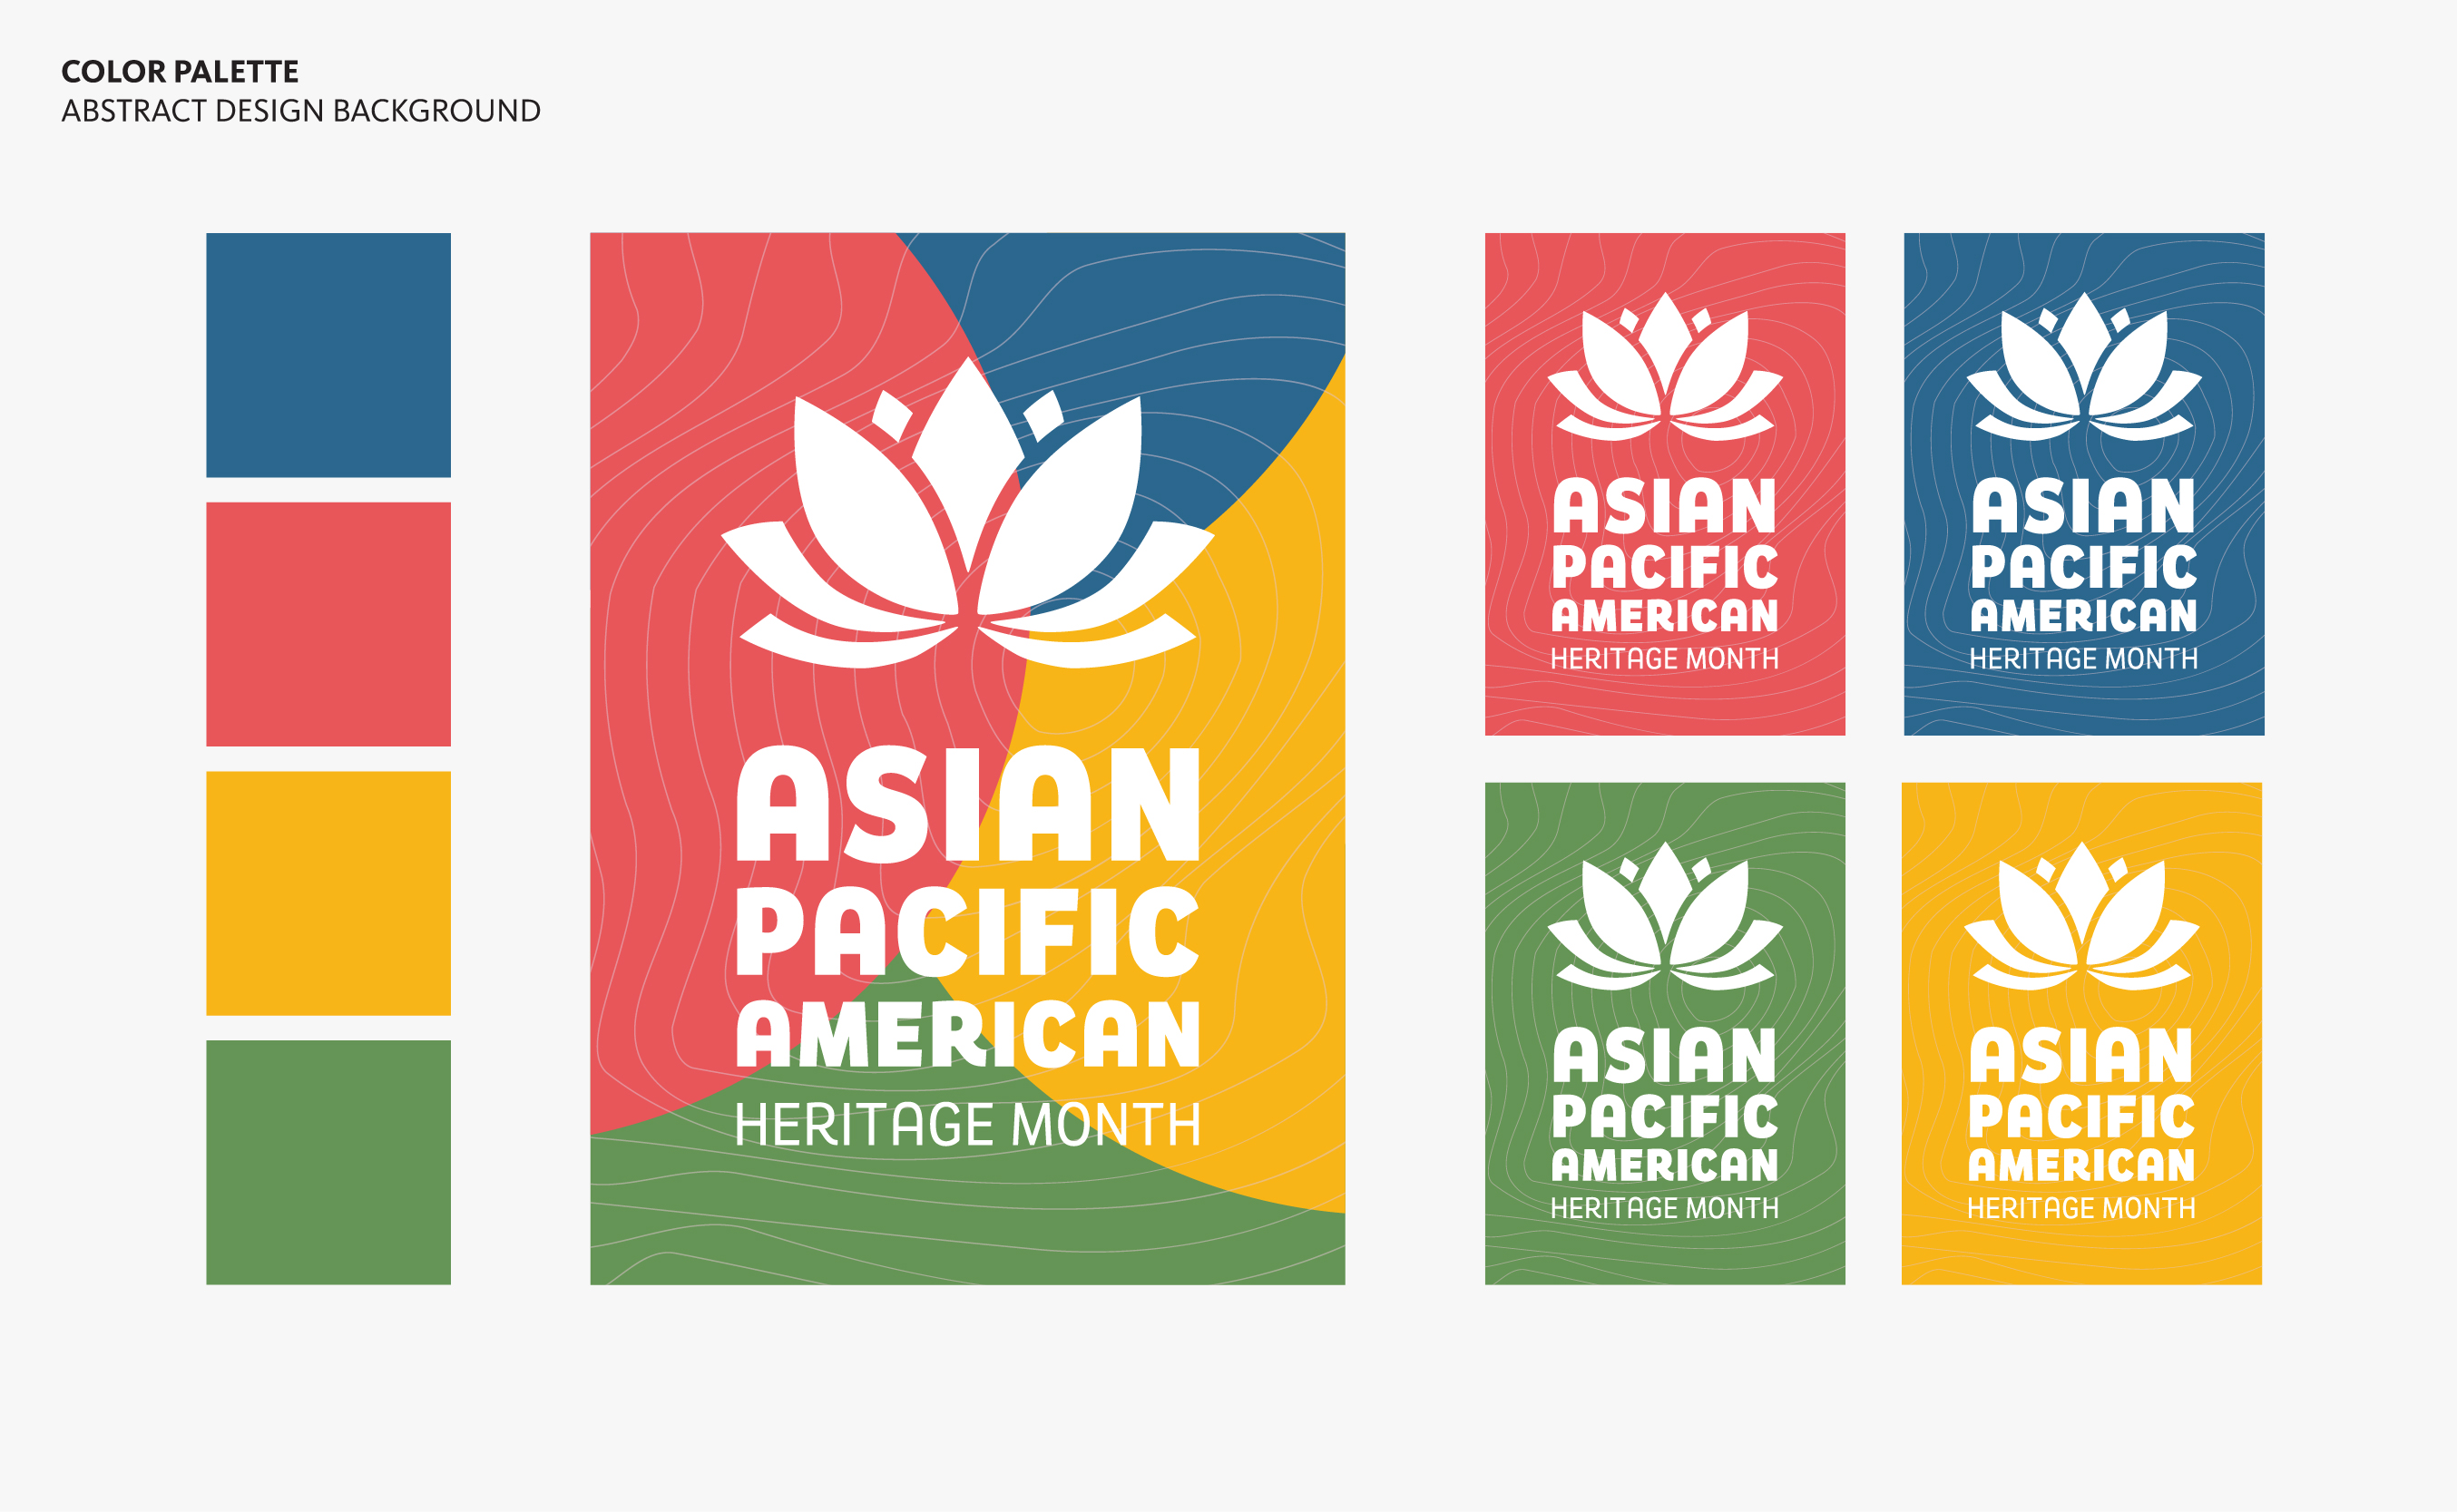 COLOR PALETTE
ABSTRACT DESIGN BACKGROUND
ASIAN
PACIFIC
AMERICAN
HERITAGE MONTH
ASIAN
PACIFIC
AMERICAN
HERITAGE MONTH
ASIAN
PACIFIC
AMERICAN
HERITAGE MONTH
ASIAN
PACIFIC
AMERICAN
HERITAGE MONTH
ASIAN
PACIFIC
AMERICAN
HERITAGE MONTH